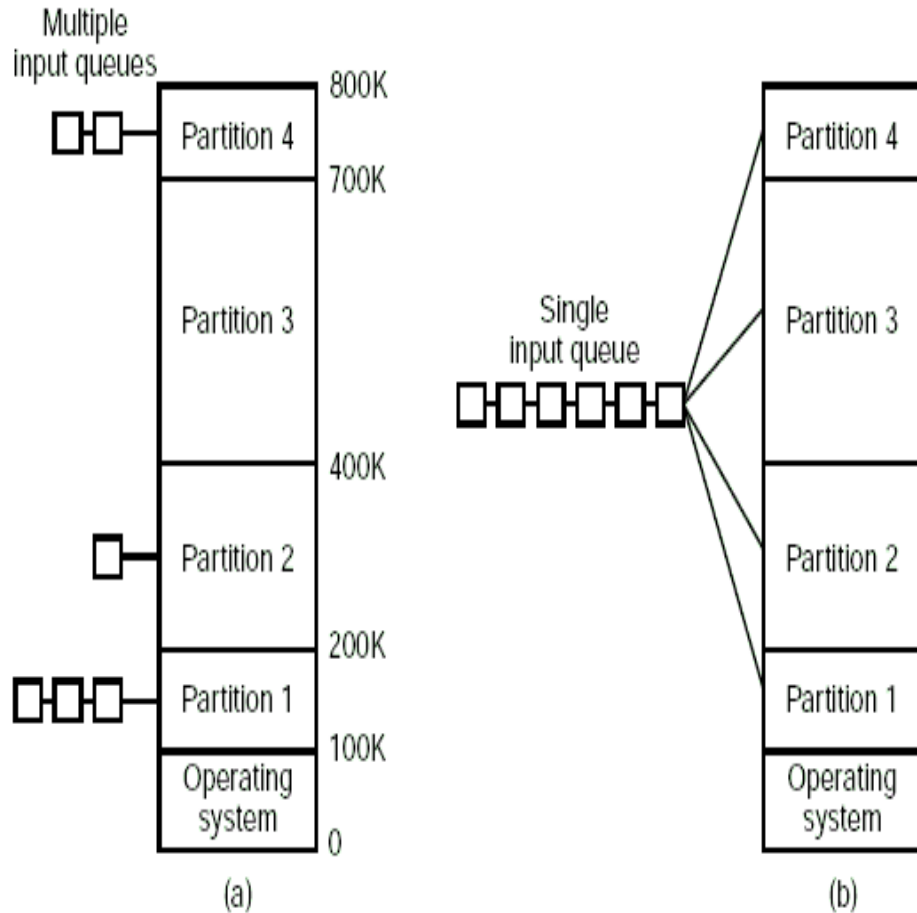 Multiple
input queues
800K
Partition 4
700K
Partition 3
400K
Partition 2
200K
Partition 1
100K
Operating
system
0
(a)
Single
input queue
Partition 4
Partition 3
Partition 2
Partition 1
Operating
system
(b)